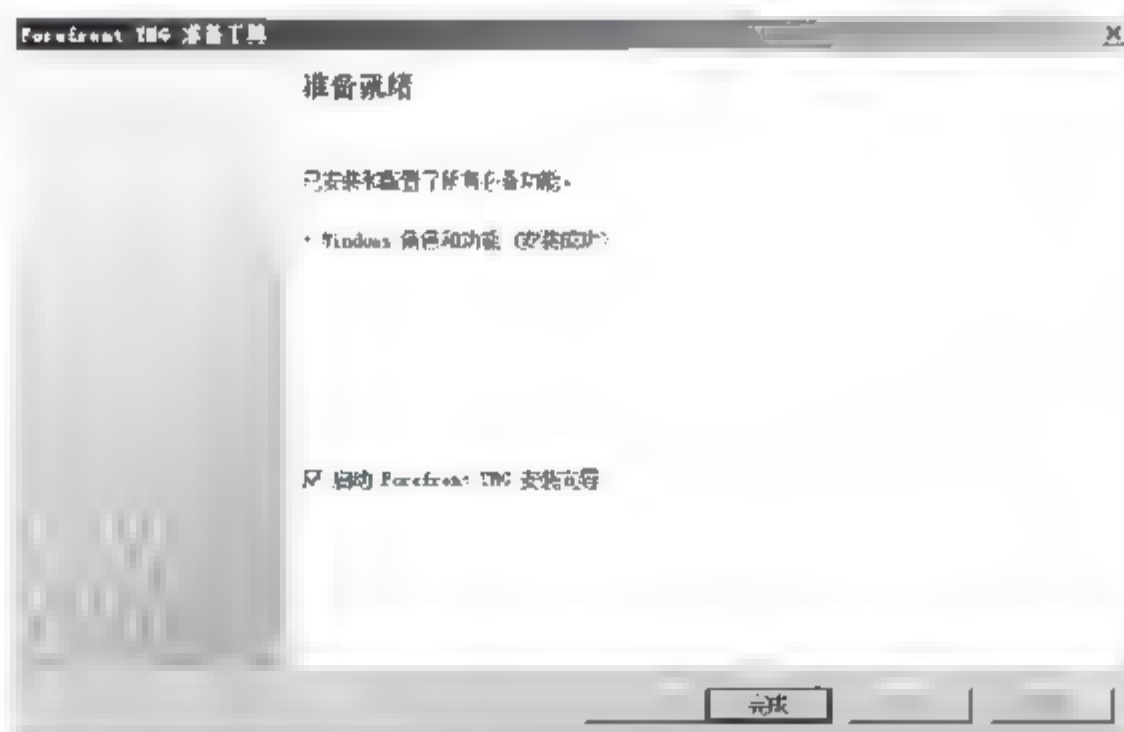 Forefront TMG 准备工具
准备就绪
已安装和配置了所有必备功能。
· Windows 角色和功能 (安装成功)
启动 Forefront TMG 安装向导
完成